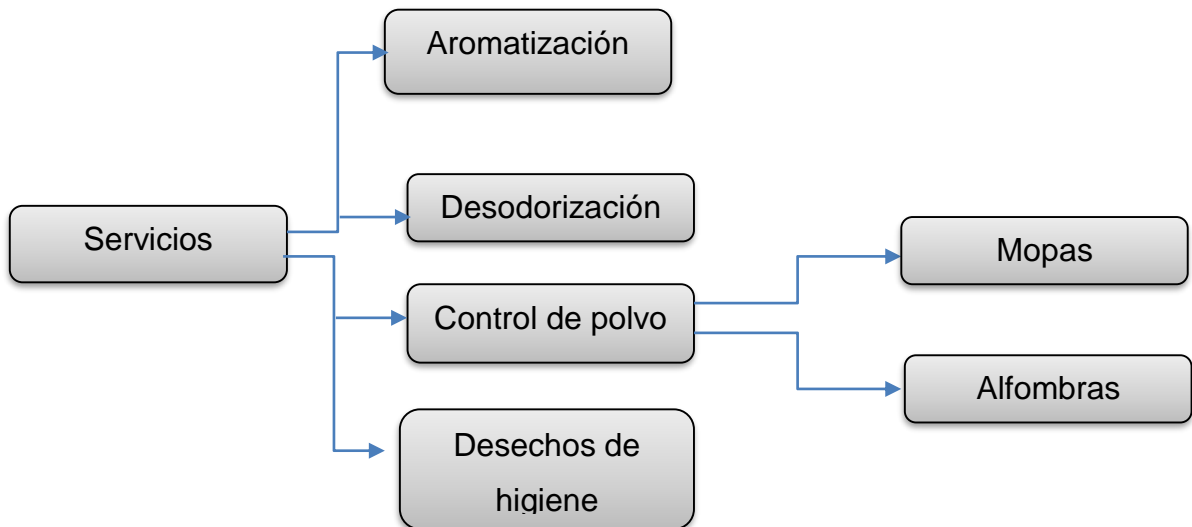 Aromatización
Desodorización
Servicios
Mopas
Control de polvo
Alfombras
Desechos de
higiene